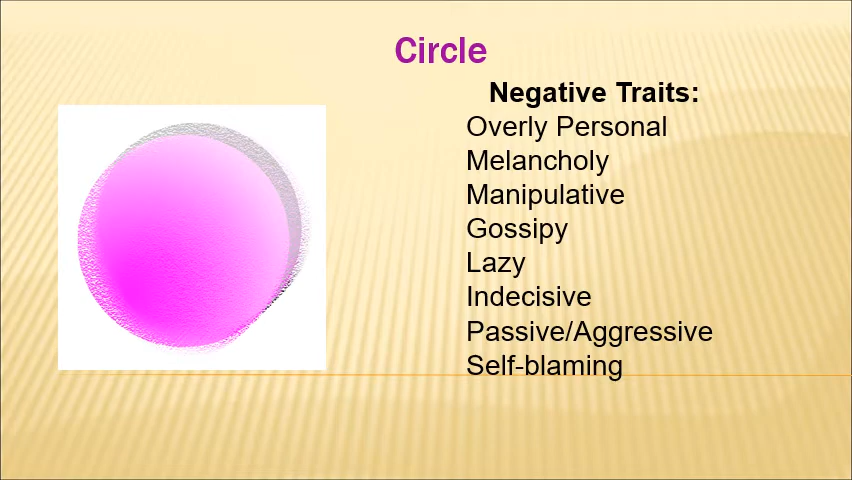 Circle
Negative Traits:
Overly Personal
Melancholy
Manipulative
Gossipy
Lazy
Indecisive
Passive/Aggressive
Self-blaming